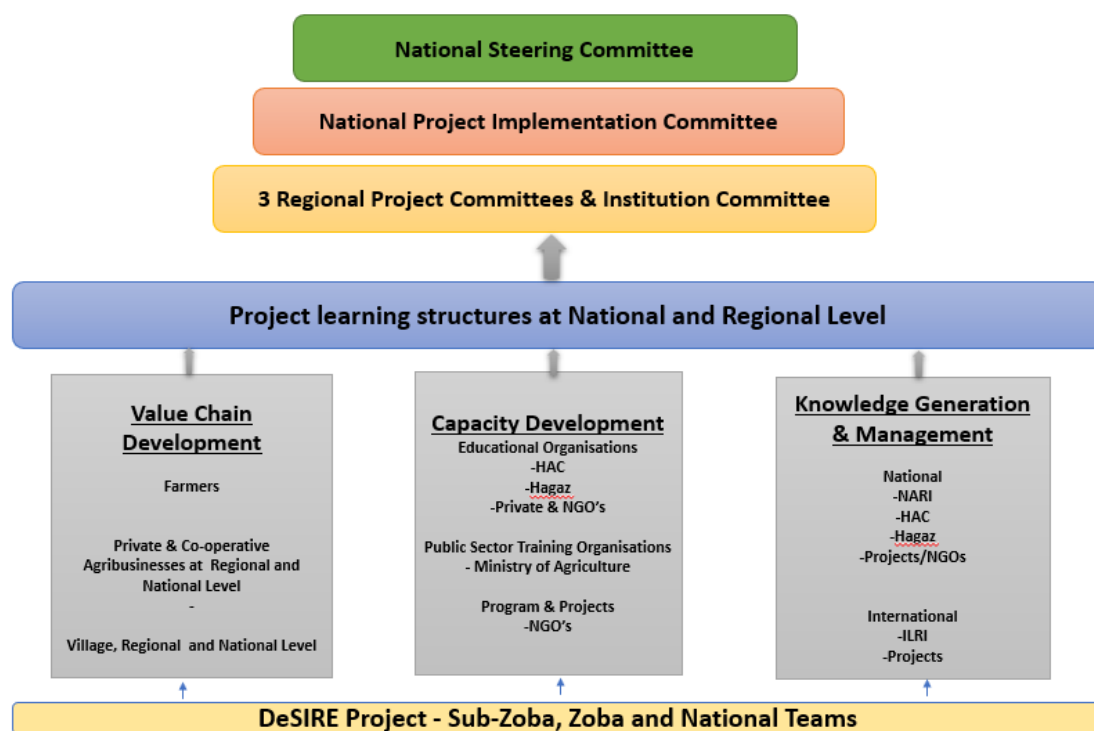 National Steering Committee
National Project Implementation Committee
3 Regional Project Committees & Institution Committee
Project learning structures at National and Regional Level
Value Chain
Development
Farmers
Private & Co-operative
Agribusinesses at Regional and
National Level
-
Village, Regional and National Level
Capacity Development
Educational Organisations
-HAC
-Hagaz
-Private & NGO's
Public Sector Training Organisations
- Ministry of Agriculture
Program & Projects
-NGO's
Knowledge Generation
& Management
National
-NARI
-HAC
-Hagaz
-Projects/NGOs
International
-ILRI
-Projects
DeSIRE Project - Sub-Zoba, Zoba and National Teams